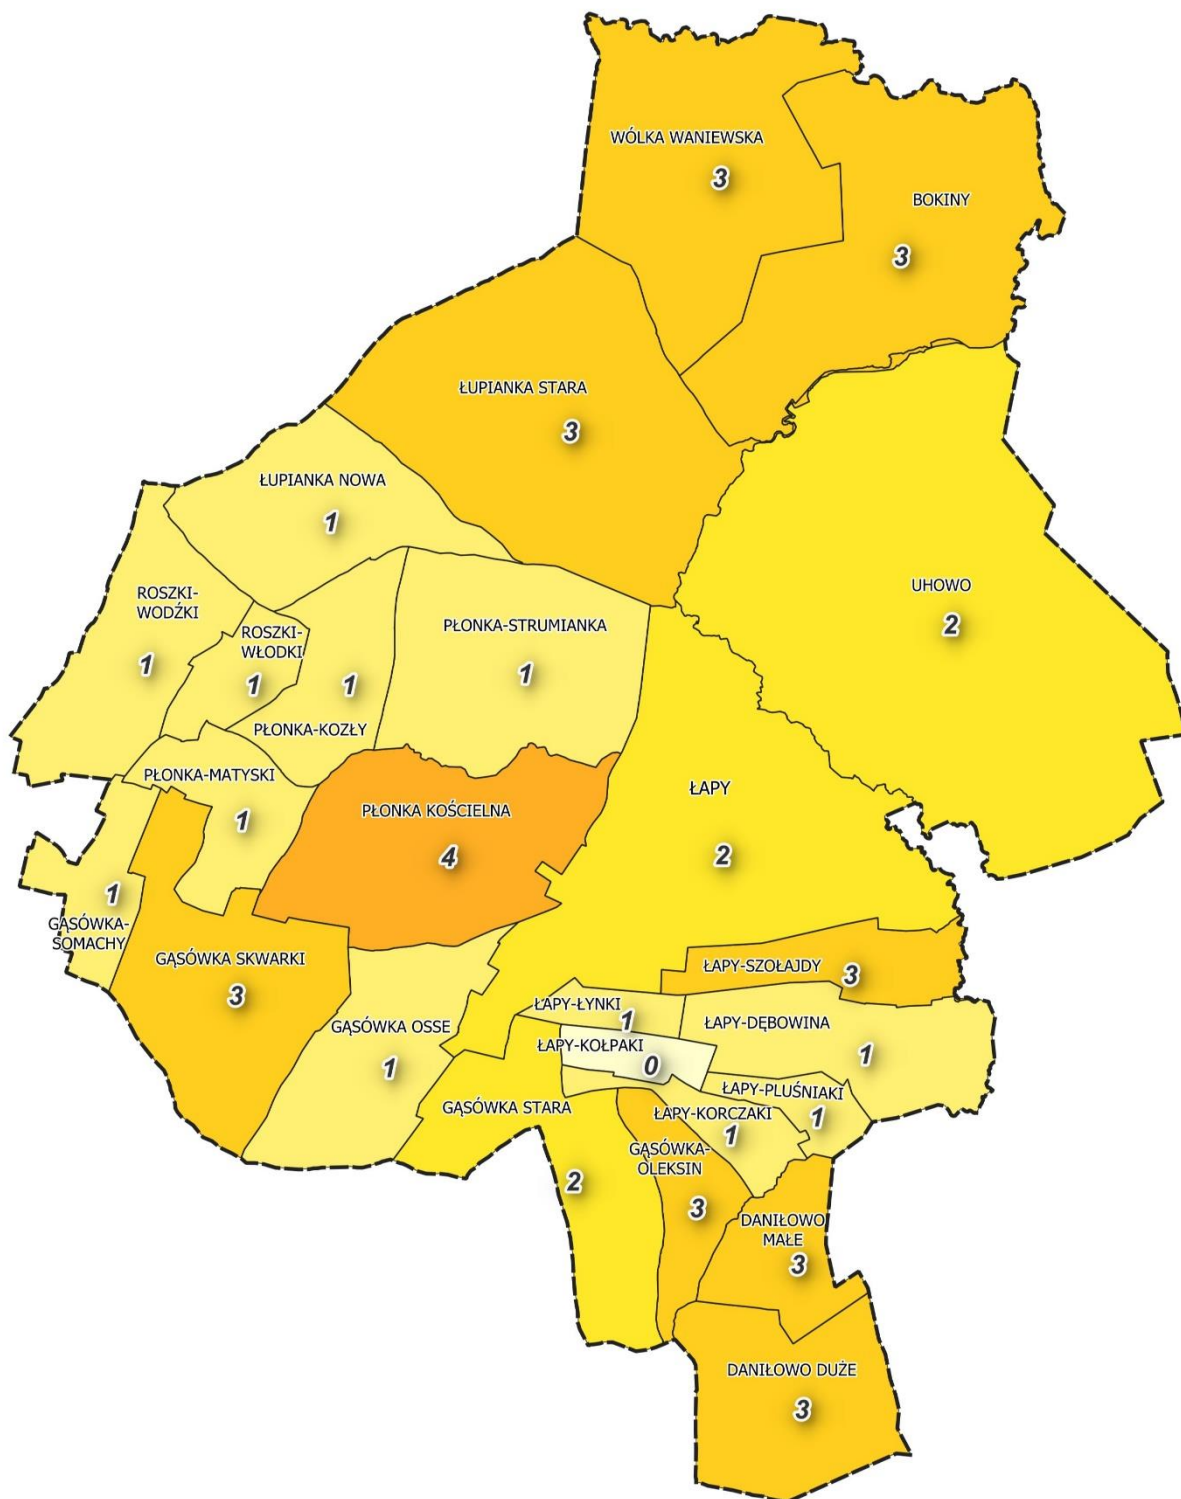 WÓLKA WANIEWSKA
3
BOKINY
3
ŁUPIANKA STARA
3
ŁUPIANKA NOWA
1
UHOWO
2
ROSZKI-
WODŹKI
1
ROSZKI-
WŁODKI
1
PŁONKA-STRUMIANKA
1
1
PŁONKA-KOZŁY
PŁONKA-MATYSKI
1
ŁAPY
2
PŁONKA KOŚCIELNA
4
1
GĄSÓWKA-
SOMACHY
GĄSÓWKA SKWARKI
3
ŁAPY-SZOŁAJDY
3
ŁAPY-ŁYNKI
1
GĄSÓWKA OSSE
1
ŁAPY-DĘBOWINA
1
ŁAPY-KOŁPAKI
0
ŁAPY-PLUŚNIAKI
1
GĄSÓWKA STARA
2
ŁAPY-KORCZAKI
1
GĄSÓWKA-
OLEKSIN
3
DANIŁOWO
MAŁE
3
DANIŁOWO DUŻE
3